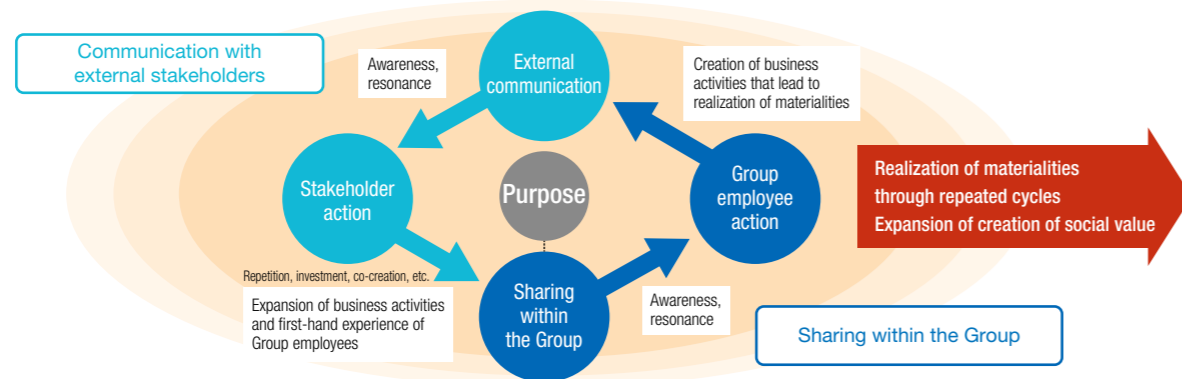 Communication with
external stakeholders
Awareness,
resonance
External
communication
Creation of business
activities that lead to
realization of materialities
Stakeholder
action
Purpose
Group
employee
action
Realization of materialities
through repeated cycles
Expansion of creation of social value
Repetition, investment, co-creation, etc.
Expansion of business activities
and first-hand experience of
Group employees
Sharing
within
the Group
Awareness,
resonance
Sharing within the Group